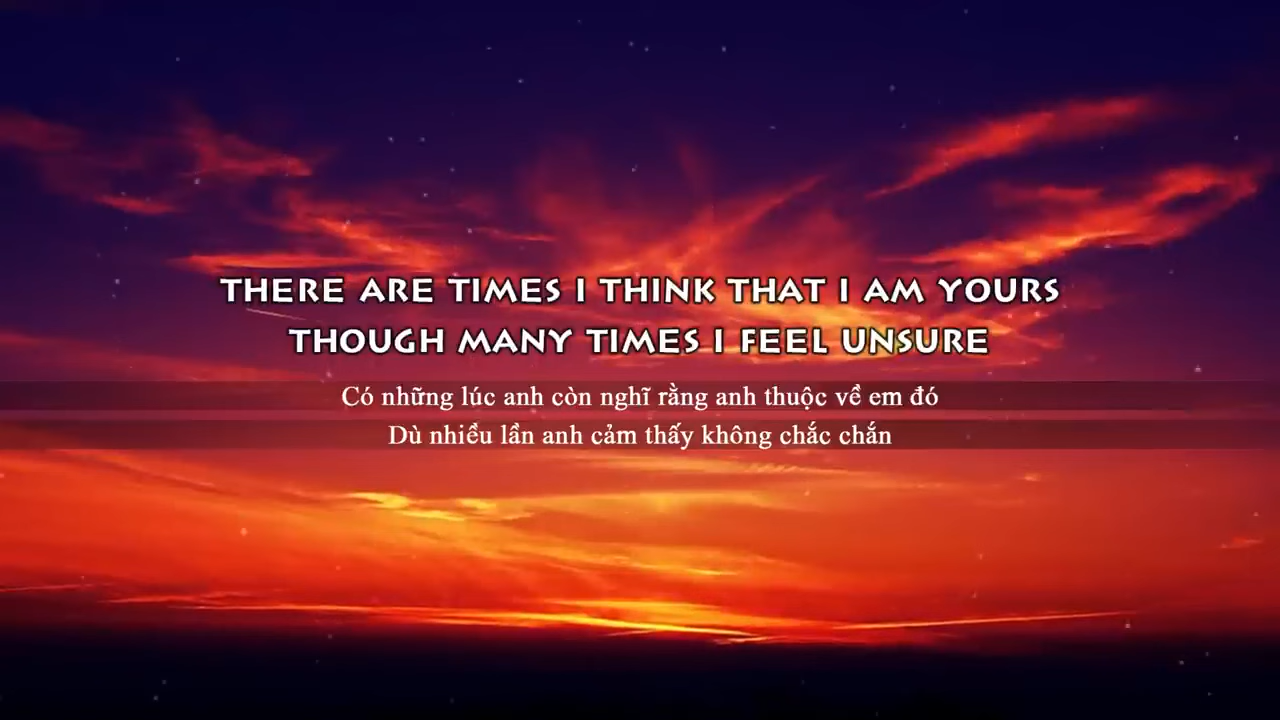 THERE ARE TIMES I THINK THAT I AM YOURS
THOUGH MANY TIMES I FEEL UNSURE
Có những lúc anh còn nghĩ rằng anh thuộc về em đó
Dù nhiều lần anh cảm thấy không chắc chắn